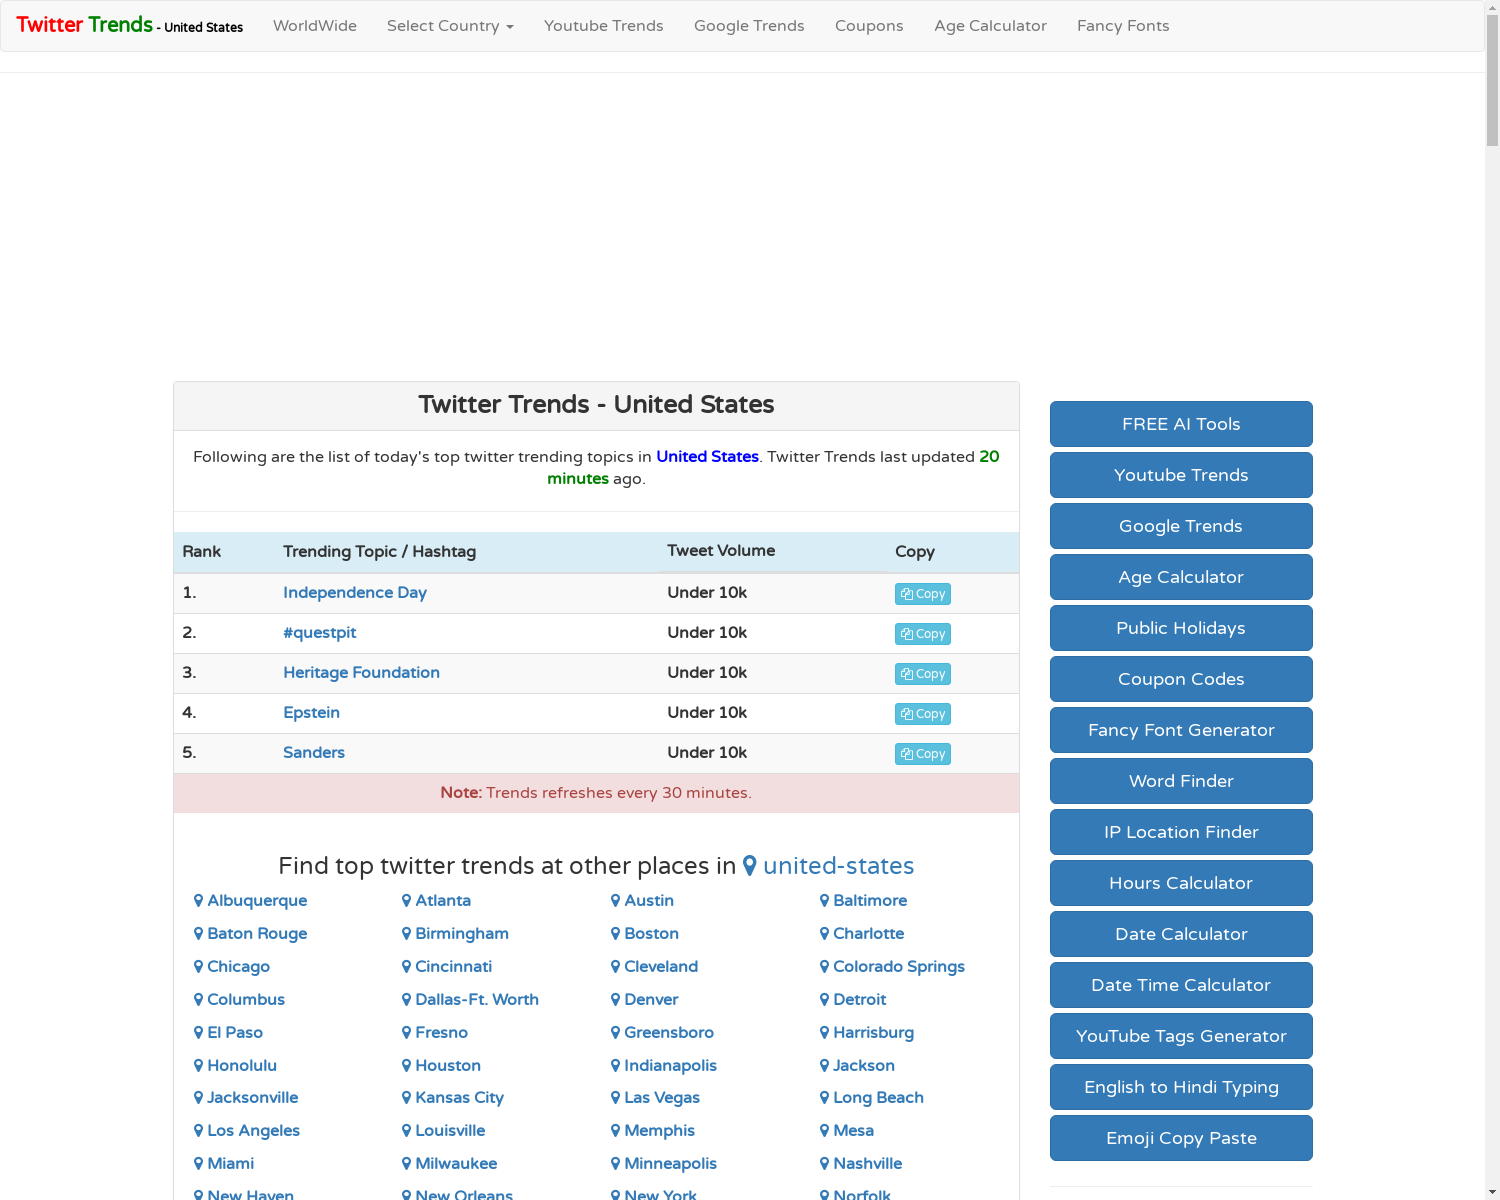 Twitter Trends - United States WorldWide Select Country Youtube Trends Google Trends Coupons Age Calculator Fancy Fonts
Twitter Trends - United States
Following are the list of today's top twitter trending topics in United States. Twitter Trends last updated 20
minutes ago.
Rank Trending Topic / Hashtag Tweet Volume Copy
1. Independence Day Under 10k Copy
2. #questpit Under 10k Copy
3. Heritage Foundation Under 10k Copy
4. Epstein Under 10k Copy
5. Sanders Under 10k Copy
Note: Trends refreshes every 30 minutes.
Find top twitter trends at other places in united-states
Albuquerque Atlanta Austin Baltimore
Baton Rouge Birmingham Boston Charlotte
Chicago Cincinnati Cleveland Colorado Springs
Columbus Dallas-Ft. Worth Denver Detroit
El Paso Fresno Greensboro Harrisburg
Honolulu Houston Indianapolis Jackson
Jacksonville Kansas City Las Vegas Long Beach
Los Angeles Louisville Memphis Mesa
Miami Milwaukee Minneapolis Nashville
New Haven New Orleans New York Norfolk
FREE AI Tools
Youtube Trends
Google Trends
Age Calculator
Public Holidays
Coupon Codes
Fancy Font Generator
Word Finder
IP Location Finder
Hours Calculator
Date Calculator
Date Time Calculator
YouTube Tags Generator
English to Hindi Typing
Emoji Copy Paste